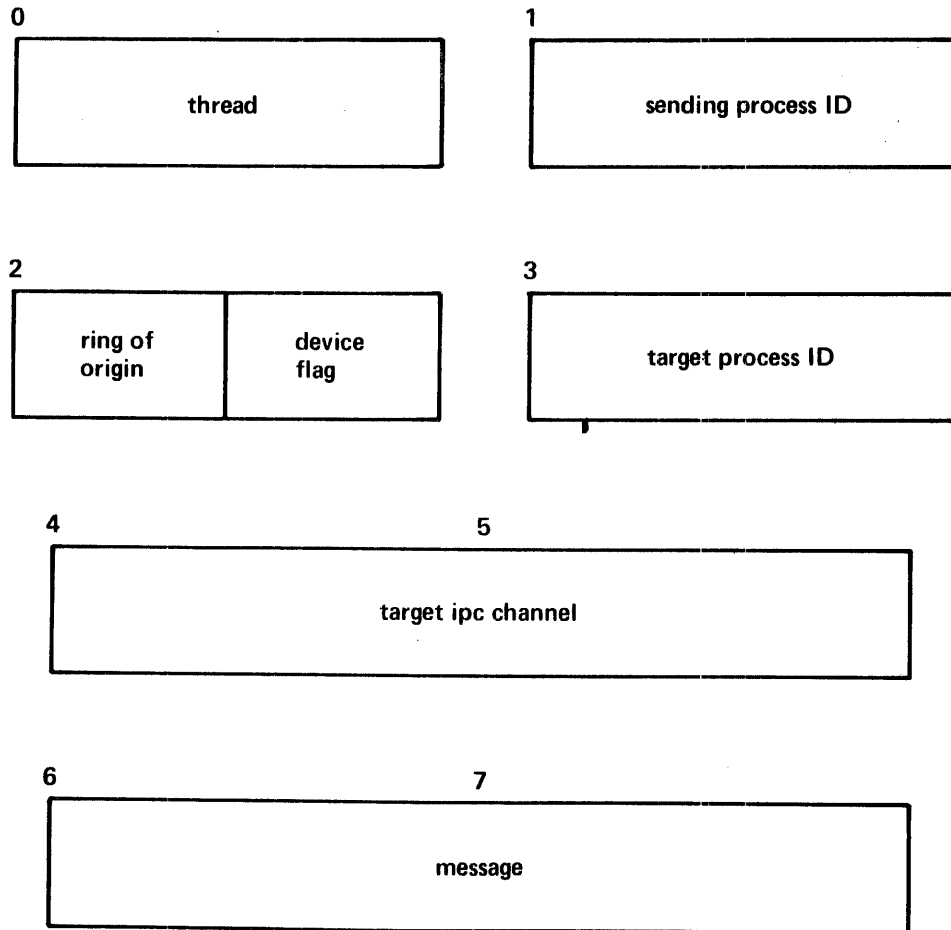 0
1
thread
sending process ID
2
3
ring of
origin
device
flag
target process ID
4
5
target ipc channel
6
7
message